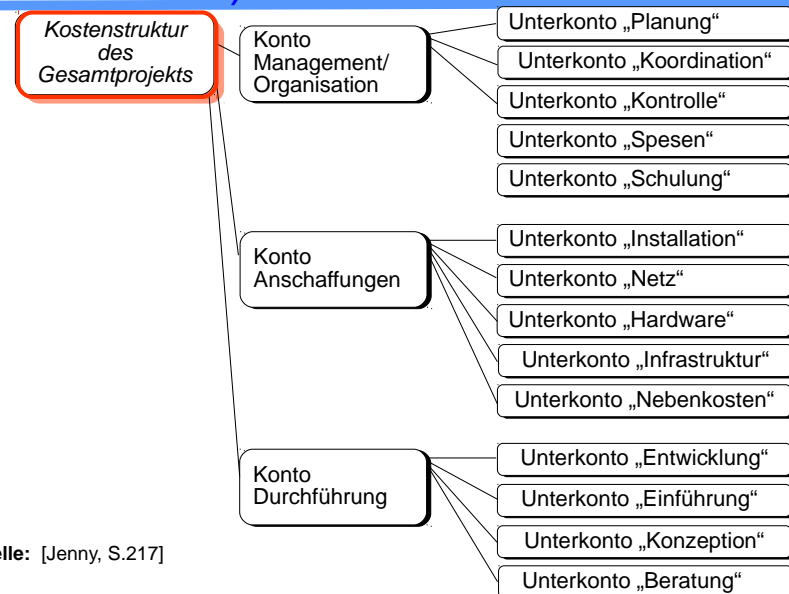 Kostenstruktur
des
Gesamtprojekts
Konto
Management/
Organisation
Unterkonto „Planung“
Unterkonto „Koordination“
Unterkonto „Kontrolle“
Unterkonto „Spesen“
Unterkonto „Schulung“
Konto
Anschaffungen
Unterkonto „Installation“
Unterkonto „Netz“
Unterkonto „Hardware“
Unterkonto „Infrastruktur“
Unterkonto „Nebenkosten“
Konto
Durchführung
Unterkonto „Entwicklung“
Unterkonto „Einführung“
Unterkonto „Konzeption“
Unterkonto „Beratung“
elle: [Jenny, S.217]